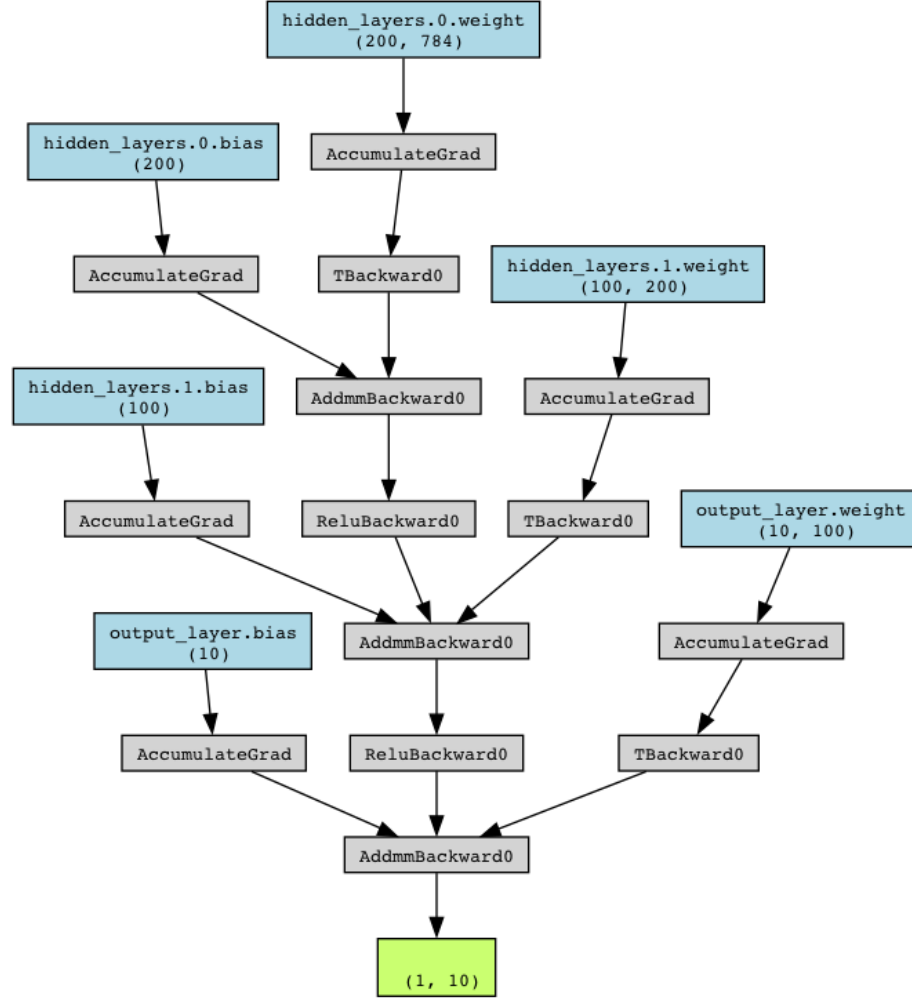 hidden_layers.0.weight
(200, 784)
hidden_layers.0.bias
(200)
AccumulateGrad
AccumulateGrad
TBackward0
hidden_layers.1.weight
(100, 200)
hidden_layers.1.bias
(100)
AddmmBackward0
AccumulateGrad
AccumulateGrad
ReluBackward0
TBackward0
output_layer.weight
(10, 100)
output_layer.bias
(10)
AddmmBackward0
AccumulateGrad
AccumulateGrad
ReluBackward0
TBackward0
AddmmBackward0
(1, 10)